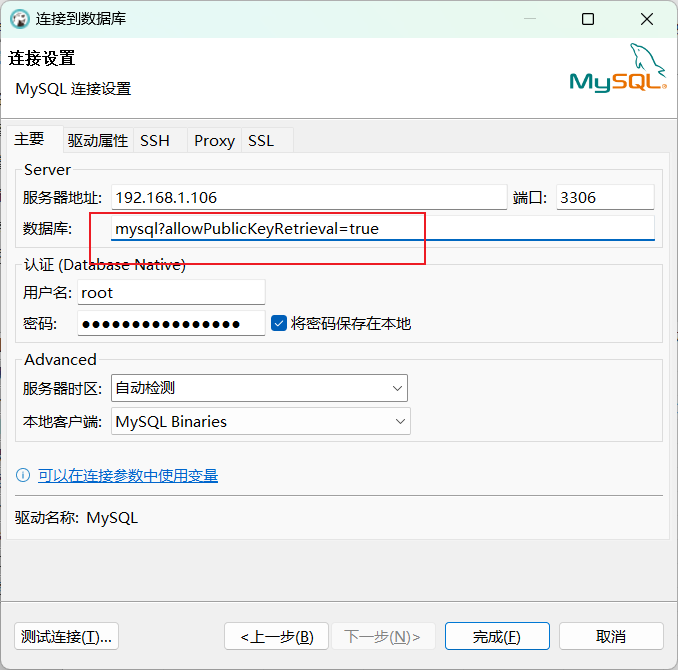 连接到数据库
连接设置
MySQL 连接设置
MySQL
主要 驱动属性 SSH Proxy SSL
Server
服务器地址: 192.168.1.106 端口: 3306
数据库: mysql?allowPublicKeyRetrieval=true
认证 (Database Native)
用户名: root
密码: ●●●●●●●●●●●●●●●● 将密码保存在本地
Advanced
服务器时区: 自动检测
本地客户端: MySQL Binaries
可以在连接参数中使用变量
驱动名称: MySQL
测试连接(T)... <上一步(B) 下一步(N)> 完成(F) 取消